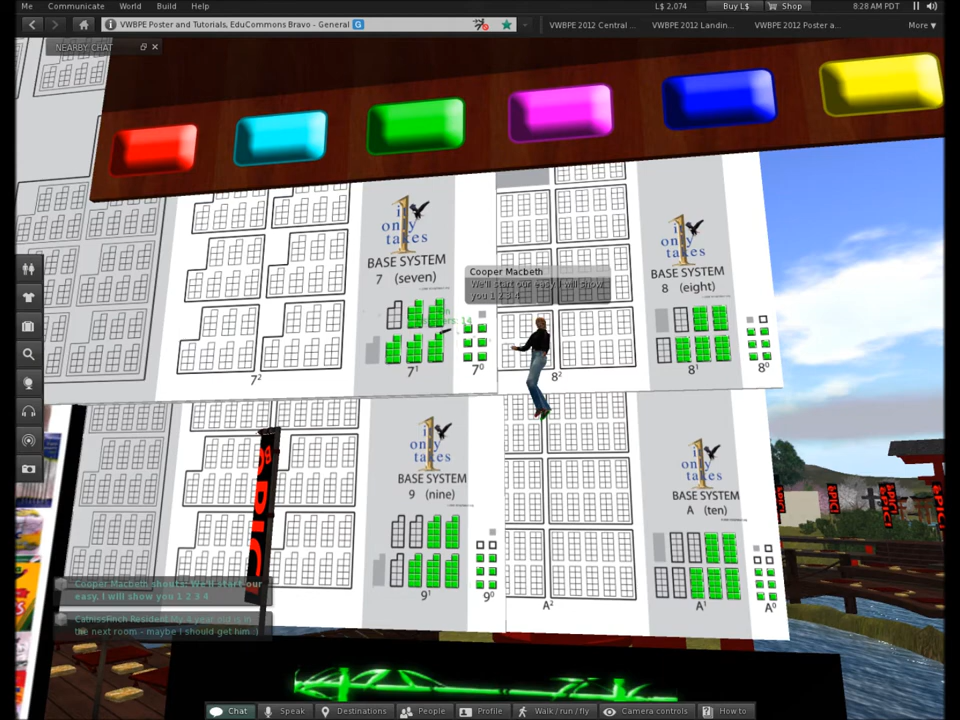 Me Communicate World Build Help L$ 2,074 Buy L$ Shop 8:28 AM PDT
VWBPE Poster and Tutorials, EduCommons Bravo - General G VWBPE 2012 Central ... VWBPE 2012 Landin... VWBPE 2012 Poster a... More
NEARBY CHAT
it
only
takes
BASE SYSTEM
7 (seven)
7²
7¹
7⁰
it
only
takes
BASE SYSTEM
8 (eight)
8²
8¹
8⁰
Cooper Macbeth
We'll start our easy. I will show
you 1 2 3 4
it
only
takes
BASE SYSTEM
9 (nine)
9¹
9⁰
it
only
takes
BASE SYSTEM
A (ten)
A²
A¹
A⁰
Cooper Macbeth shouts: We'll start our
easy. I will show you 1 2 3 4
CatnissFinch Resident: My 4 year old is in
the next room - maybe I should get him :)
Chat Speak Destinations People Profile Walk / run / fly Camera controls How to